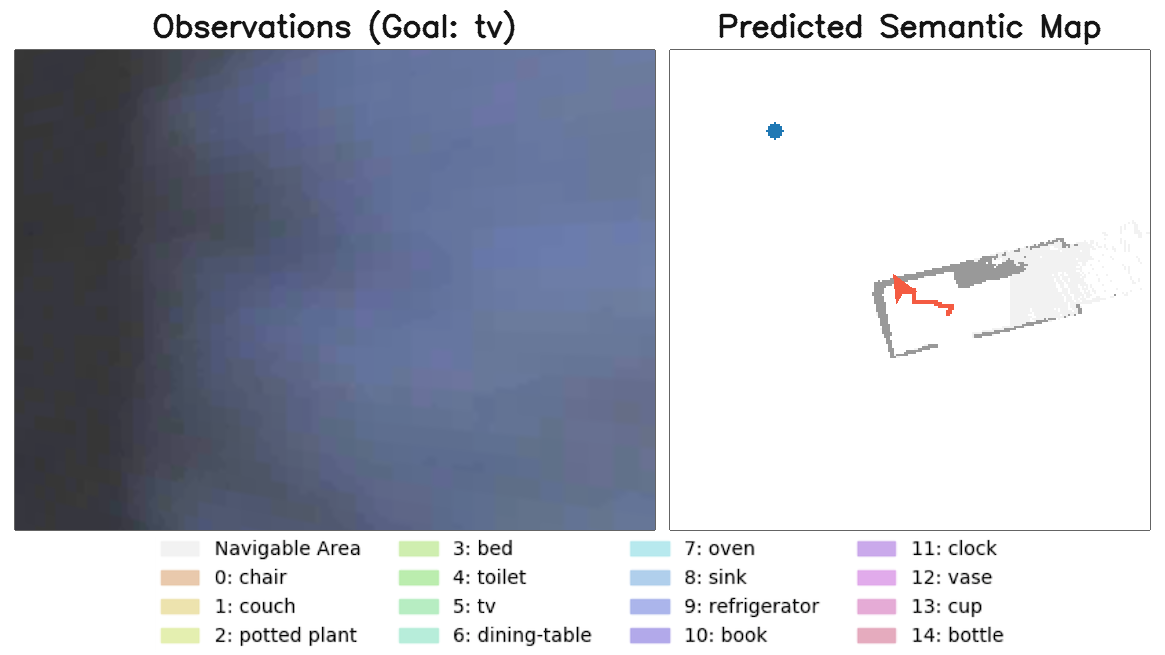 Observations (Goal: tv)
Predicted Semantic Map
Navigable Area
0: chair
1: couch
2: potted plant
3: bed
4: toilet
5: tv
6: dining-table
7: oven
8: sink
9: refrigerator
10: book
11: clock
12: vase
13: cup
14: bottle